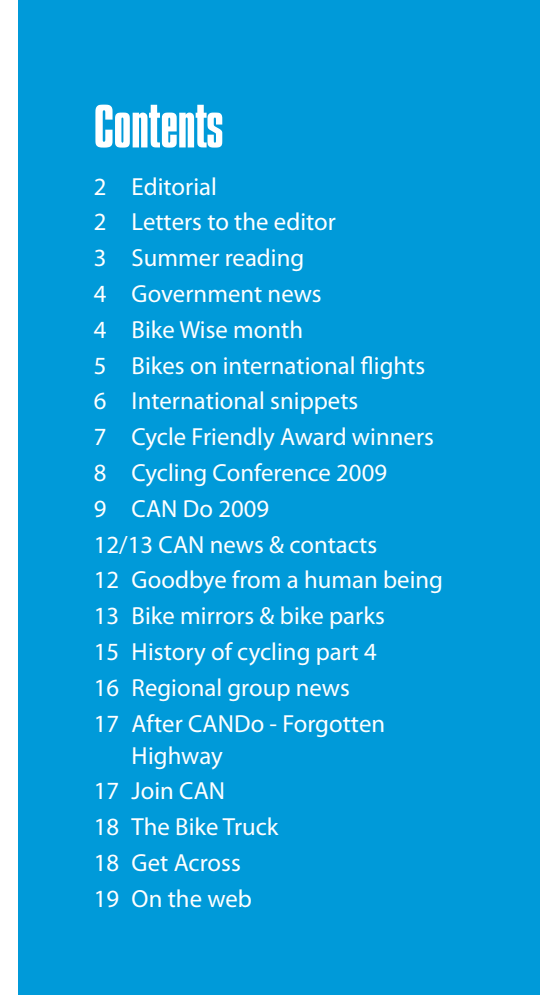 Contents
2 Editorial
2 Letters to the editor
3 Summer reading
4 Government news
4 Bike Wise month
5 Bikes on international flights
6 International snippets
7 Cycle Friendly Award winners
8 Cycling Conference 2009
9 CAN Do 2009
12/13 CAN news & contacts
12 Goodbye from a human being
13 Bike mirrors & bike parks
15 History of cycling part 4
16 Regional group news
17 After CANDo - Forgotten
Highway
17 Join CAN
18 The Bike Truck
18 Get Across
19 On the web